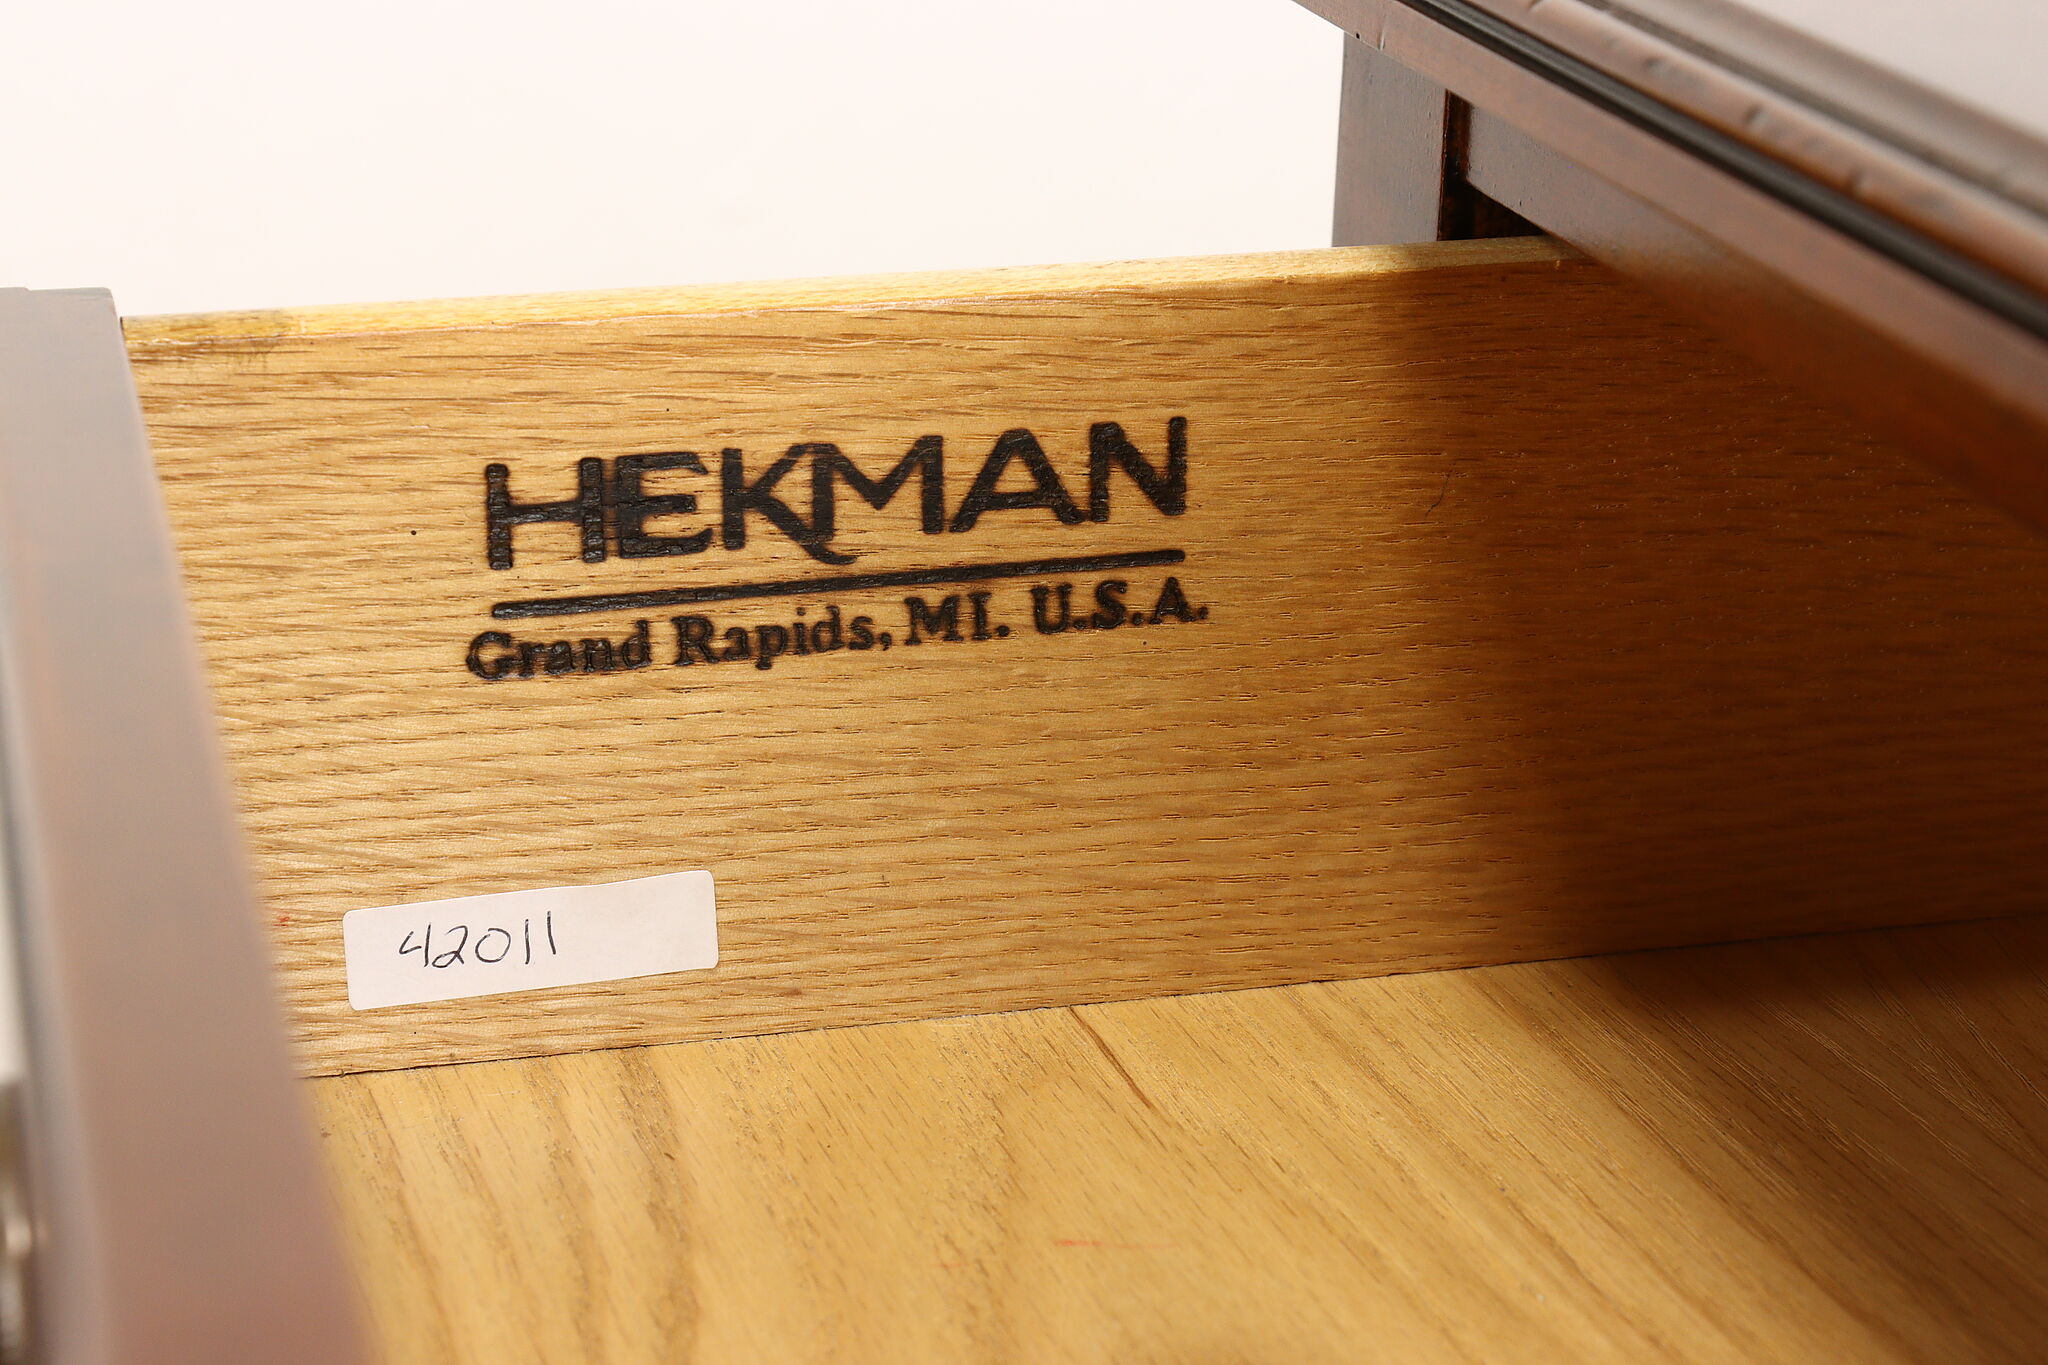 HEKMAN
Grand Rapids, MI. U.S.A.
42011